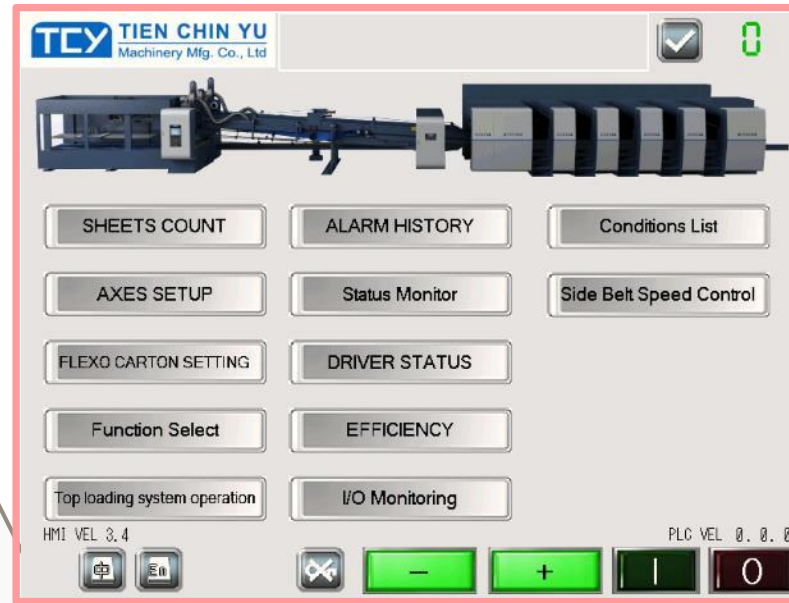 TCY TIEN CHIN YU
Machinery Mfg. Co., Ltd
0
SHEETS COUNT
ALARM HISTORY
Conditions List
AXES SETUP
Status Monitor
Side Belt Speed Control
FLEXO CARTON SETTING
DRIVER STATUS
Function Select
EFFICIENCY
Top loading system operation
I/O Monitoring
HMI VEL 3.4
PLC VEL 0.0.0
中
En
−
+
I
O